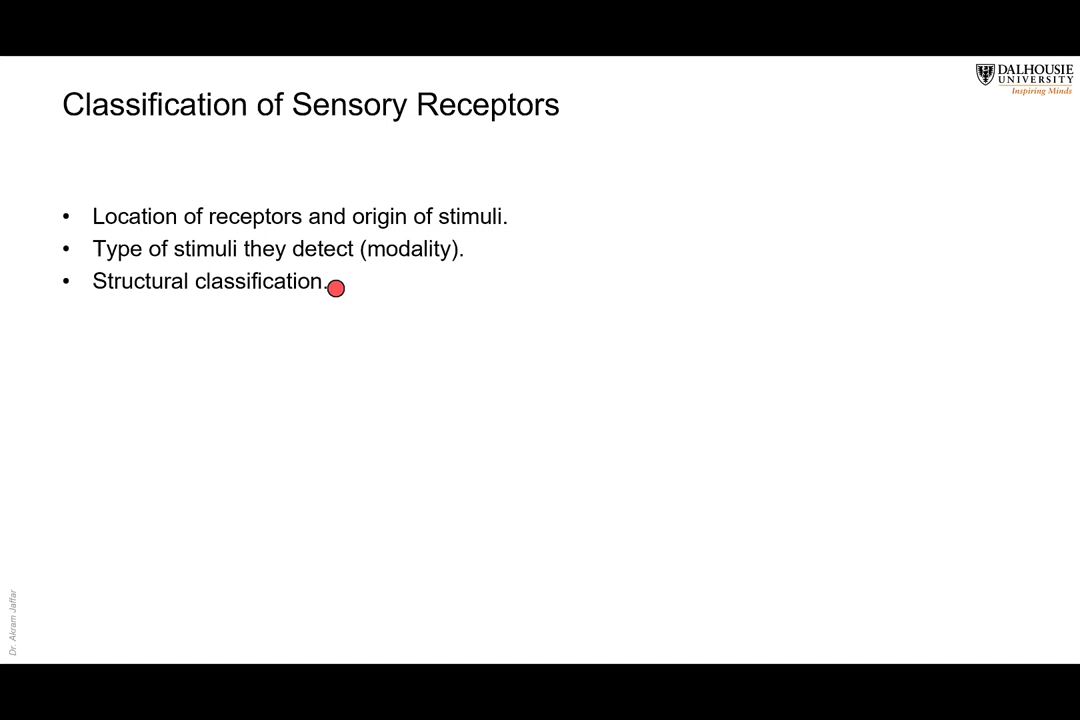 DALHOUSIE
UNIVERSITY
Inspiring Minds
Classification of Sensory Receptors
• Location of receptors and origin of stimuli.
• Type of stimuli they detect (modality).
• Structural classification.
Dr. Akram Jaffar